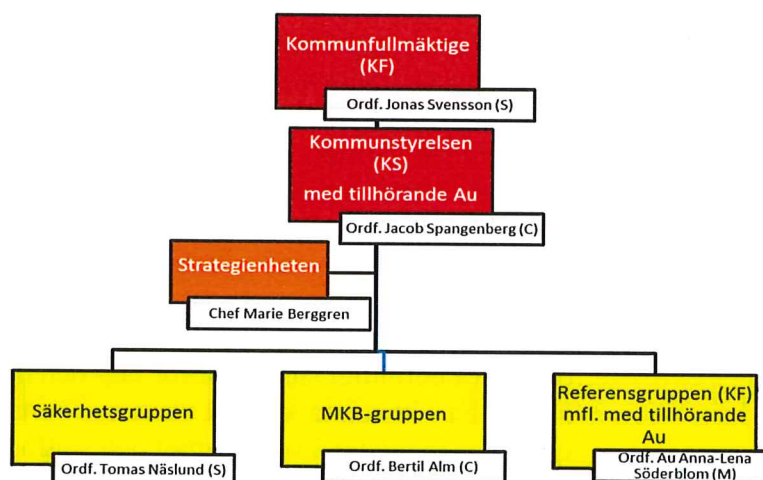 Kommunfullmäktige
(KF)
Ordf. Jonas Svensson (S)
Kommunstyrelsen
(KS)
med tillhörande Au
Ordf. Jacob Spangenberg (C)
Strategienheten
Chef Marie Berggren
Säkerhetsgruppen
Ordf. Tomas Näslund (S)
MKB-gruppen
Ordf. Bertil Alm (C)
Referensgruppen (KF)
mfl. med tillhörande
Au
Ordf. Au Anna-Lena
Söderblom (M)